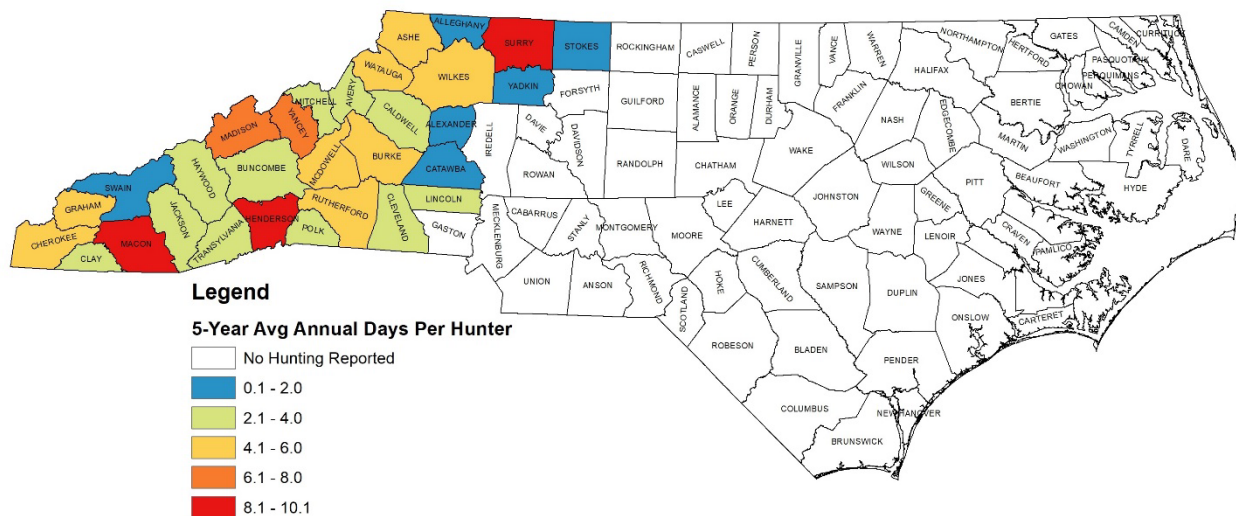 ALLEGHANY
ASHE
SURRY
STOKES
ROCKINGHAM
CASWELL
PERSON
GRANVILLE
VANCE
WARREN
NORTHAMPTON
HERTFORD
GATES
CAMDEN
CURRITUCK
PASQUOTANK
PERQUIMANS
CHOWAN
HALIFAX
WATAUGA
WILKES
YADKIN
FORSYTH
GUILFORD
ALAMANCE
ORANGE
DURHAM
FRANKLIN
NASH
EDGECOMBE
BERTIE
MITCHELL
AVERY
CALDWELL
ALEXANDER
IREDELL
DAVIE
DAVIDSON
MADISON
YANCEY
MARTIN
WASHINGTON
TYRRELL
DARE
HAYWOOD
BUNCOMBE
MCDOWELL
BURKE
CATAWBA
ROWAN
RANDOLPH
CHATHAM
WAKE
WILSON
PITT
BEAUFORT
HYDE
SWAIN
GRAHAM
JACKSON
HENDERSON
RUTHERFORD
LINCOLN
CLEVELAND
LEE
JOHNSTON
GREENE
CHEROKEE
MACON
CLAY
TRANSYLVANIA
POLK
GASTON
MECKLENBURG
CABARRUS
STANLY
MONTGOMERY
MOORE
HARNETT
WAYNE
LENOIR
CRAVEN
PAMLICO
UNION
ANSON
RICHMOND
SCOTLAND
HOKE
CUMBERLAND
SAMPSON
DUPLIN
JONES
ONSLOW
CARTERET
ROBESON
BLADEN
PENDER
COLUMBUS
NEW HANOVER
BRUNSWICK
Legend
5-Year Avg Annual Days Per Hunter
No Hunting Reported
0.1 - 2.0
2.1 - 4.0
4.1 - 6.0
6.1 - 8.0
8.1 - 10.1